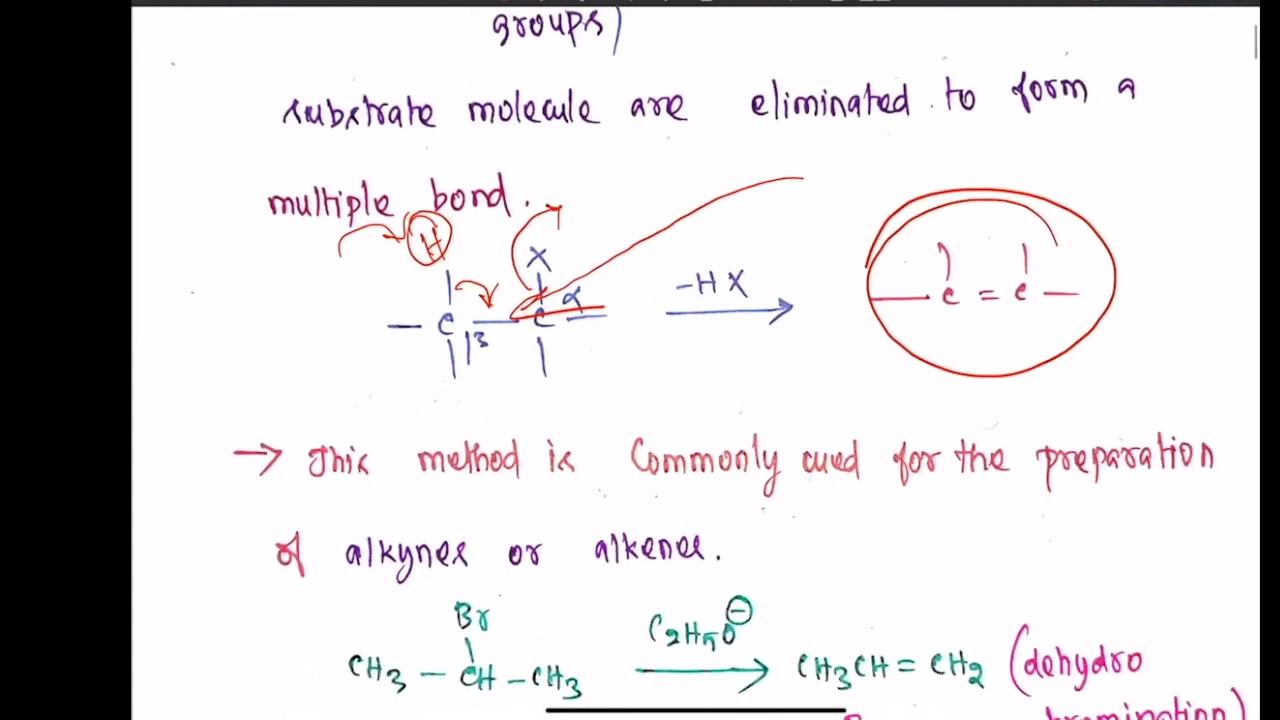 groups)
substrate molecule are eliminated to form a
multiple bond.
H X
— C β — C α — -HX → — C = C —
→ This method is commonly used for the preparation
of alkynes or alkenes.
Br C₂H₅O⊖
CH₃ — CH — CH₃ → CH₃CH = CH₂ (dehydro
bromination)